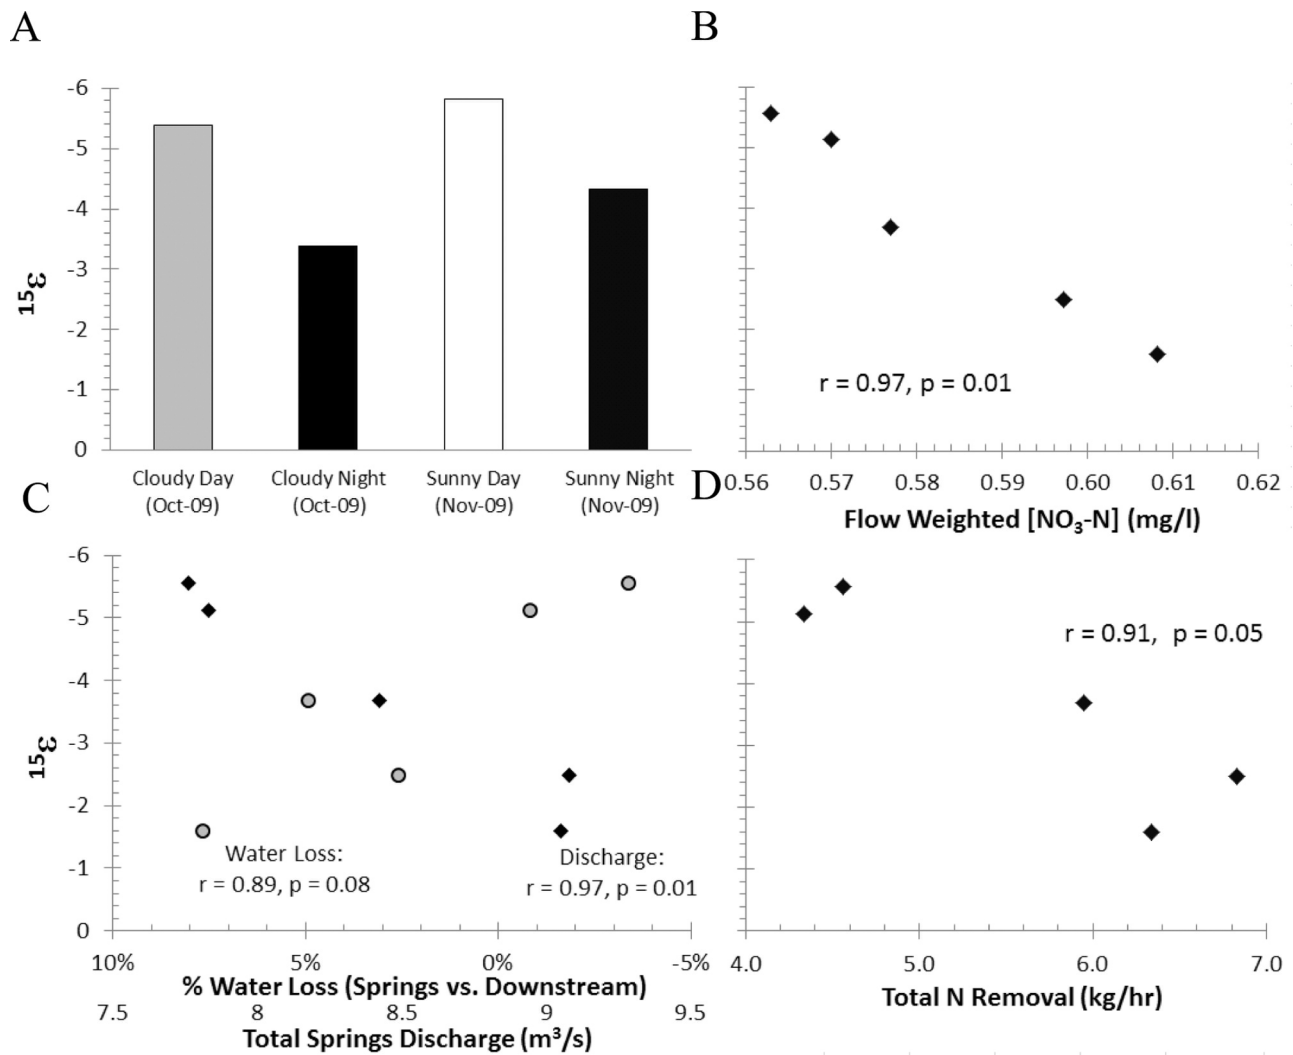 A
-6
-5
-4
-3
-2
-1
0
¹⁵ε
Cloudy Day
(Oct-09)
Cloudy Night
(Oct-09)
Sunny Day
(Nov-09)
Sunny Night
(Nov-09)
B
r = 0.97, p = 0.01
0.56 0.57 0.58 0.59 0.60 0.61 0.62
Flow Weighted [NO₃-N] (mg/l)
C
-6
-5
-4
-3
-2
-1
0
¹⁵ε
Water Loss:
r = 0.89, p = 0.08
Discharge:
r = 0.97, p = 0.01
10% 5% 0% -5%
% Water Loss (Springs vs. Downstream)
7.5 8 8.5 9 9.5
Total Springs Discharge (m³/s)
D
r = 0.91, p = 0.05
4.0 5.0 6.0 7.0
Total N Removal (kg/hr)